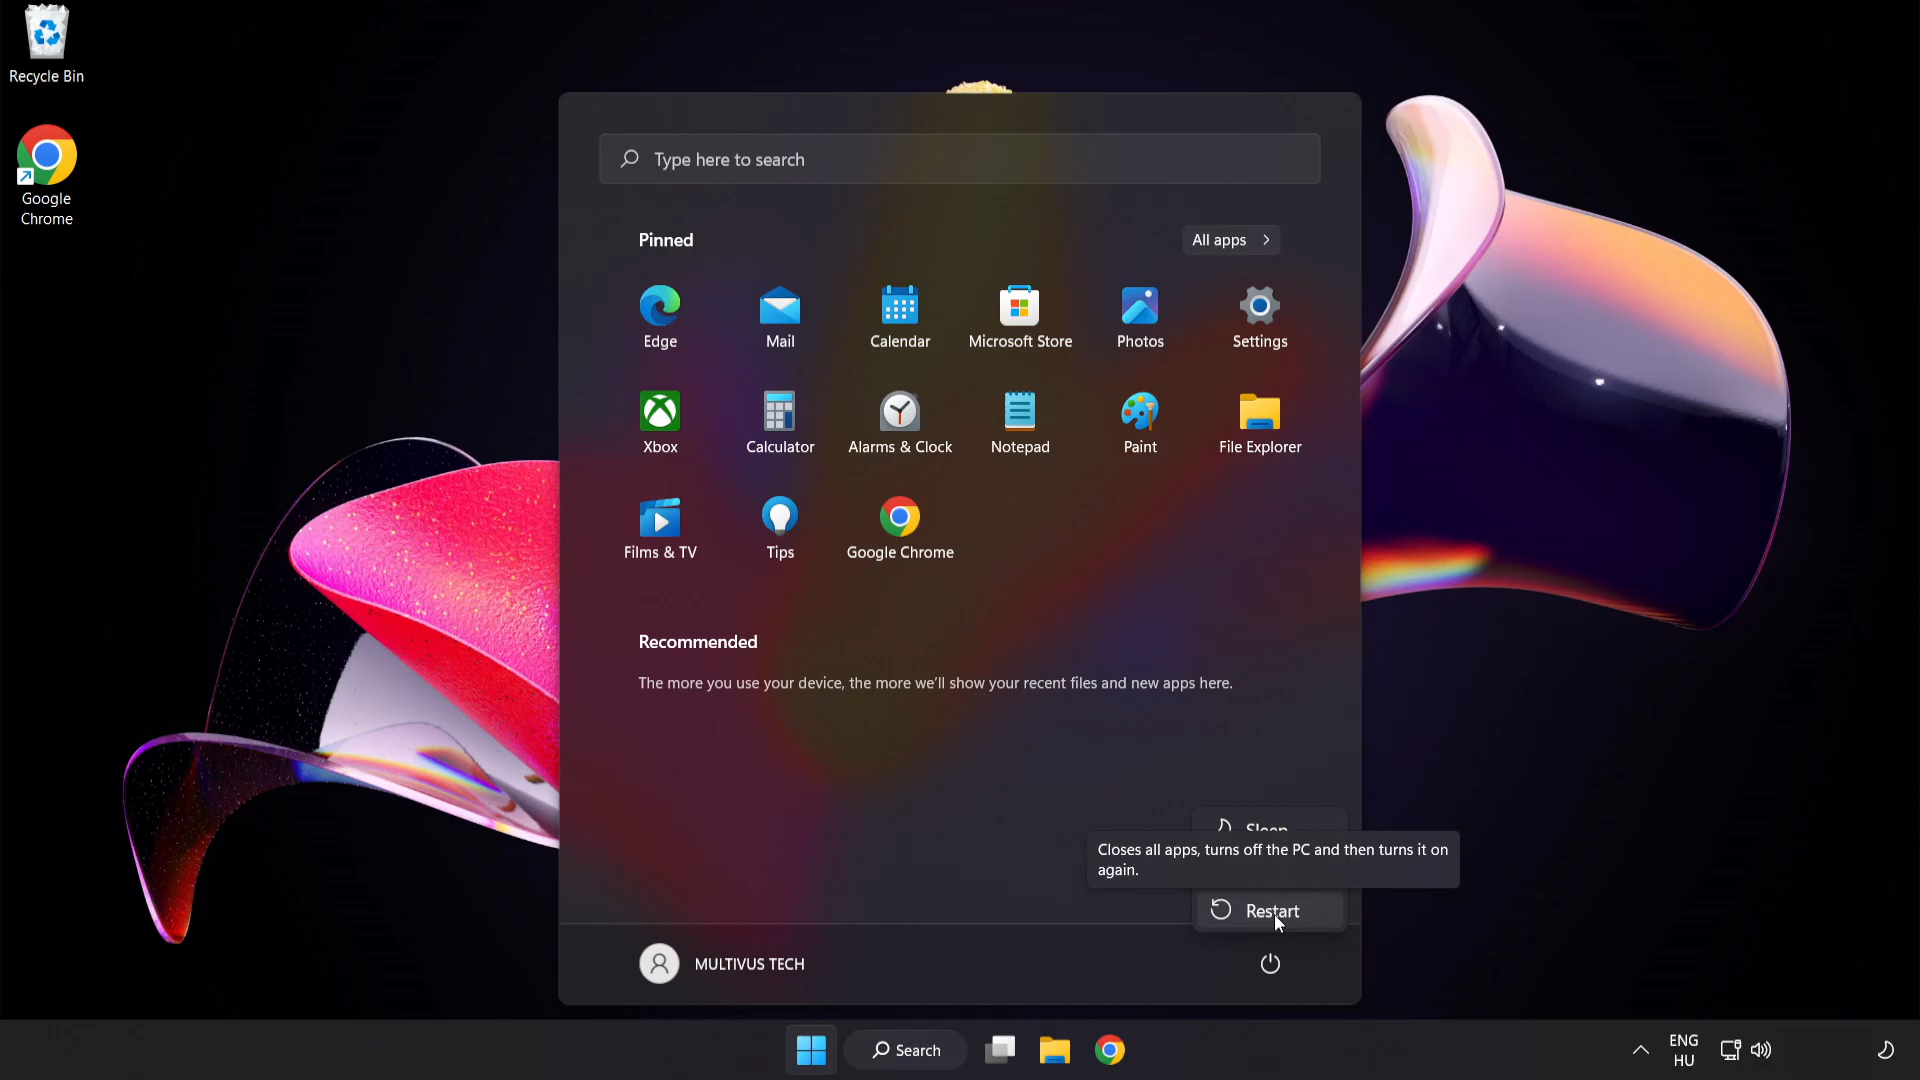 Recycle Bin
Google
Chrome
Type here to search
Pinned
All apps
Edge
Mail
Calendar
Microsoft Store
Photos
Settings
Xbox
Calculator
Alarms & Clock
Notepad
Paint
File Explorer
Films & TV
Tips
Google Chrome
Recommended
The more you use your device, the more we'll show your recent files and new apps here.
Sleep
Closes all apps, turns off the PC and then turns it on
again.
Restart
MULTIVUS TECH
Search
ENG
HU